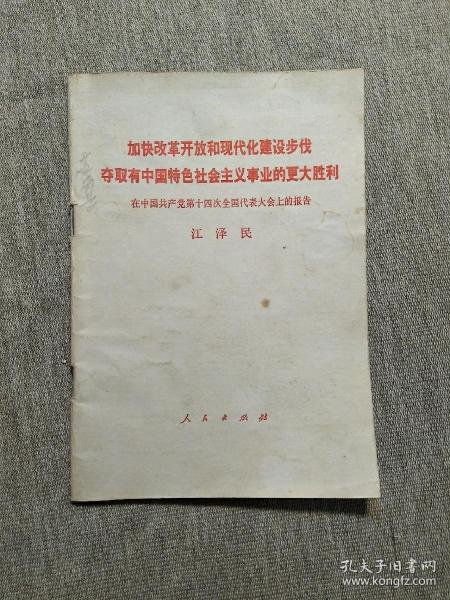 加快改革开放和现代化建设步伐
夺取有中国特色社会主义事业的更大胜利
在中国共产党第十四次全国代表大会上的报告
江泽民
人民出版社
孔夫子旧书网
www.kongfz.com